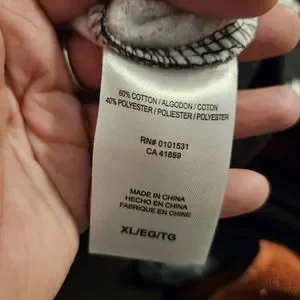 60% COTTON / ALGODON / COTON
40% POLYESTER / POLIESTER / POLYESTER
RN# 0101531
CA 41859
MADE IN CHINA
HECHO EN CHINA
FABRIQUE EN CHINE
XL/EG/TG